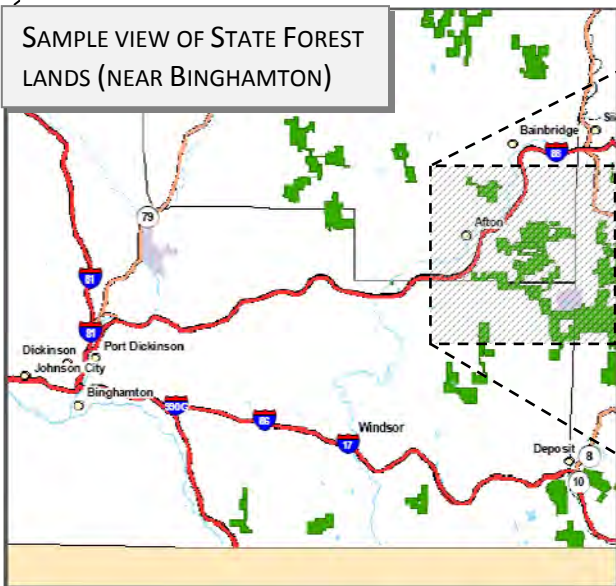 SAMPLE VIEW OF STATE FOREST
LANDS (NEAR BINGHAMTON)
Bainbridge
88
79
Afton
81
81
Dickinson
Port Dickinson
Johnson City
Binghamton
86
17
Windsor
Deposit
8
10